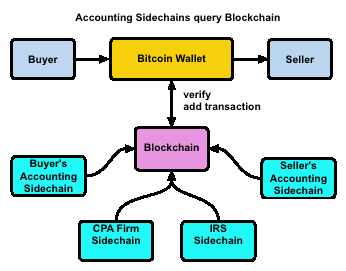 Accounting Sidechains query Blockchain
Buyer
Bitcoin Wallet
Seller
verify
add transaction
Blockchain
Buyer's
Accounting
Sidechain
Seller's
Accounting
Sidechain
CPA Firm
Sidechain
IRS
Sidechain